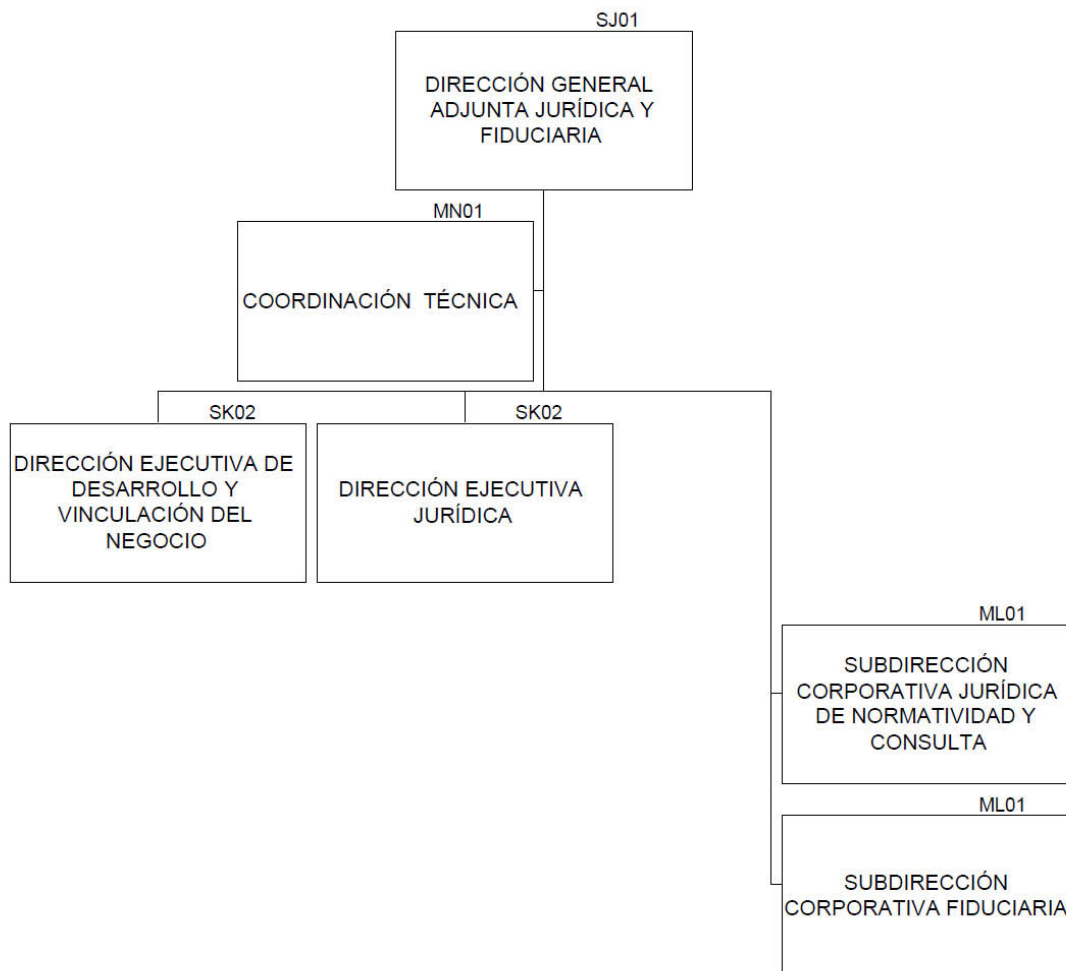 SJ01
DIRECCIÓN GENERAL
ADJUNTA JURÍDICA Y
FIDUCIARIA
MN01
COORDINACIÓN TÉCNICA
SK02
DIRECCIÓN EJECUTIVA DE
DESARROLLO Y
VINCULACIÓN DEL
NEGOCIO
SK02
DIRECCIÓN EJECUTIVA
JURÍDICA
ML01
SUBDIRECCIÓN
CORPORATIVA JURÍDICA
DE NORMATIVIDAD Y
CONSULTA
ML01
SUBDIRECCIÓN
CORPORATIVA FIDUCIARIA